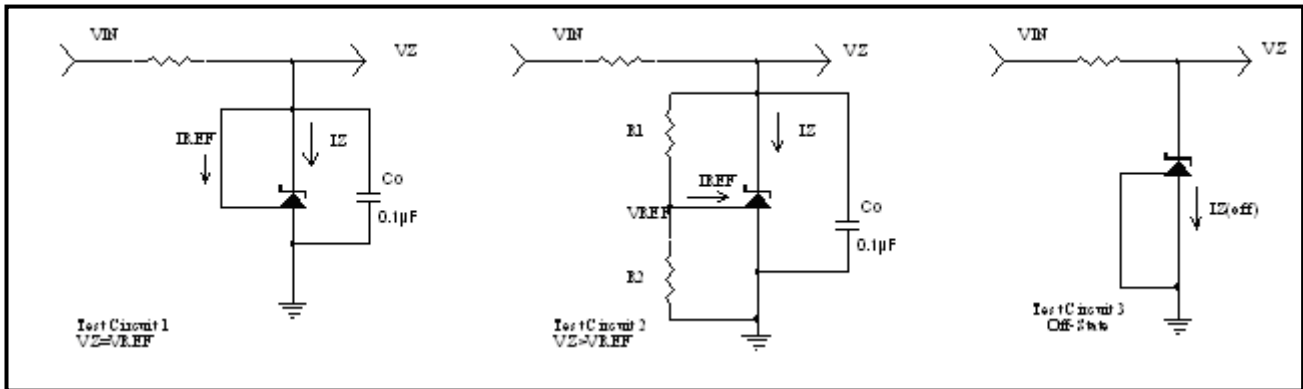 VIN
VZ
IREF
IZ
Co
0.1µF
Test Circuit 1
VZ=VREF
VIN
VZ
R1
IZ
IREF
VREF
Co
0.1µF
R2
Test Circuit 2
VZ>VREF
VIN
VZ
IZ(off)
Test Circuit 3
Off-State